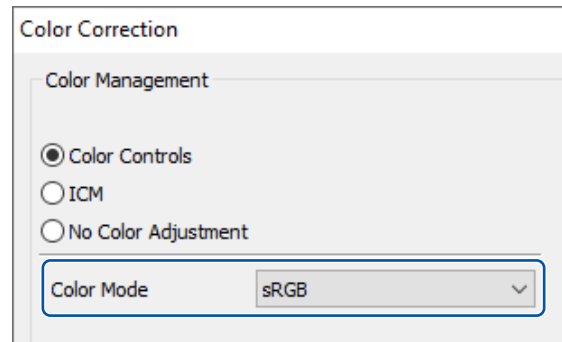 Color Correction
Color Management
Color Controls
ICM
No Color Adjustment
Color Mode sRGB